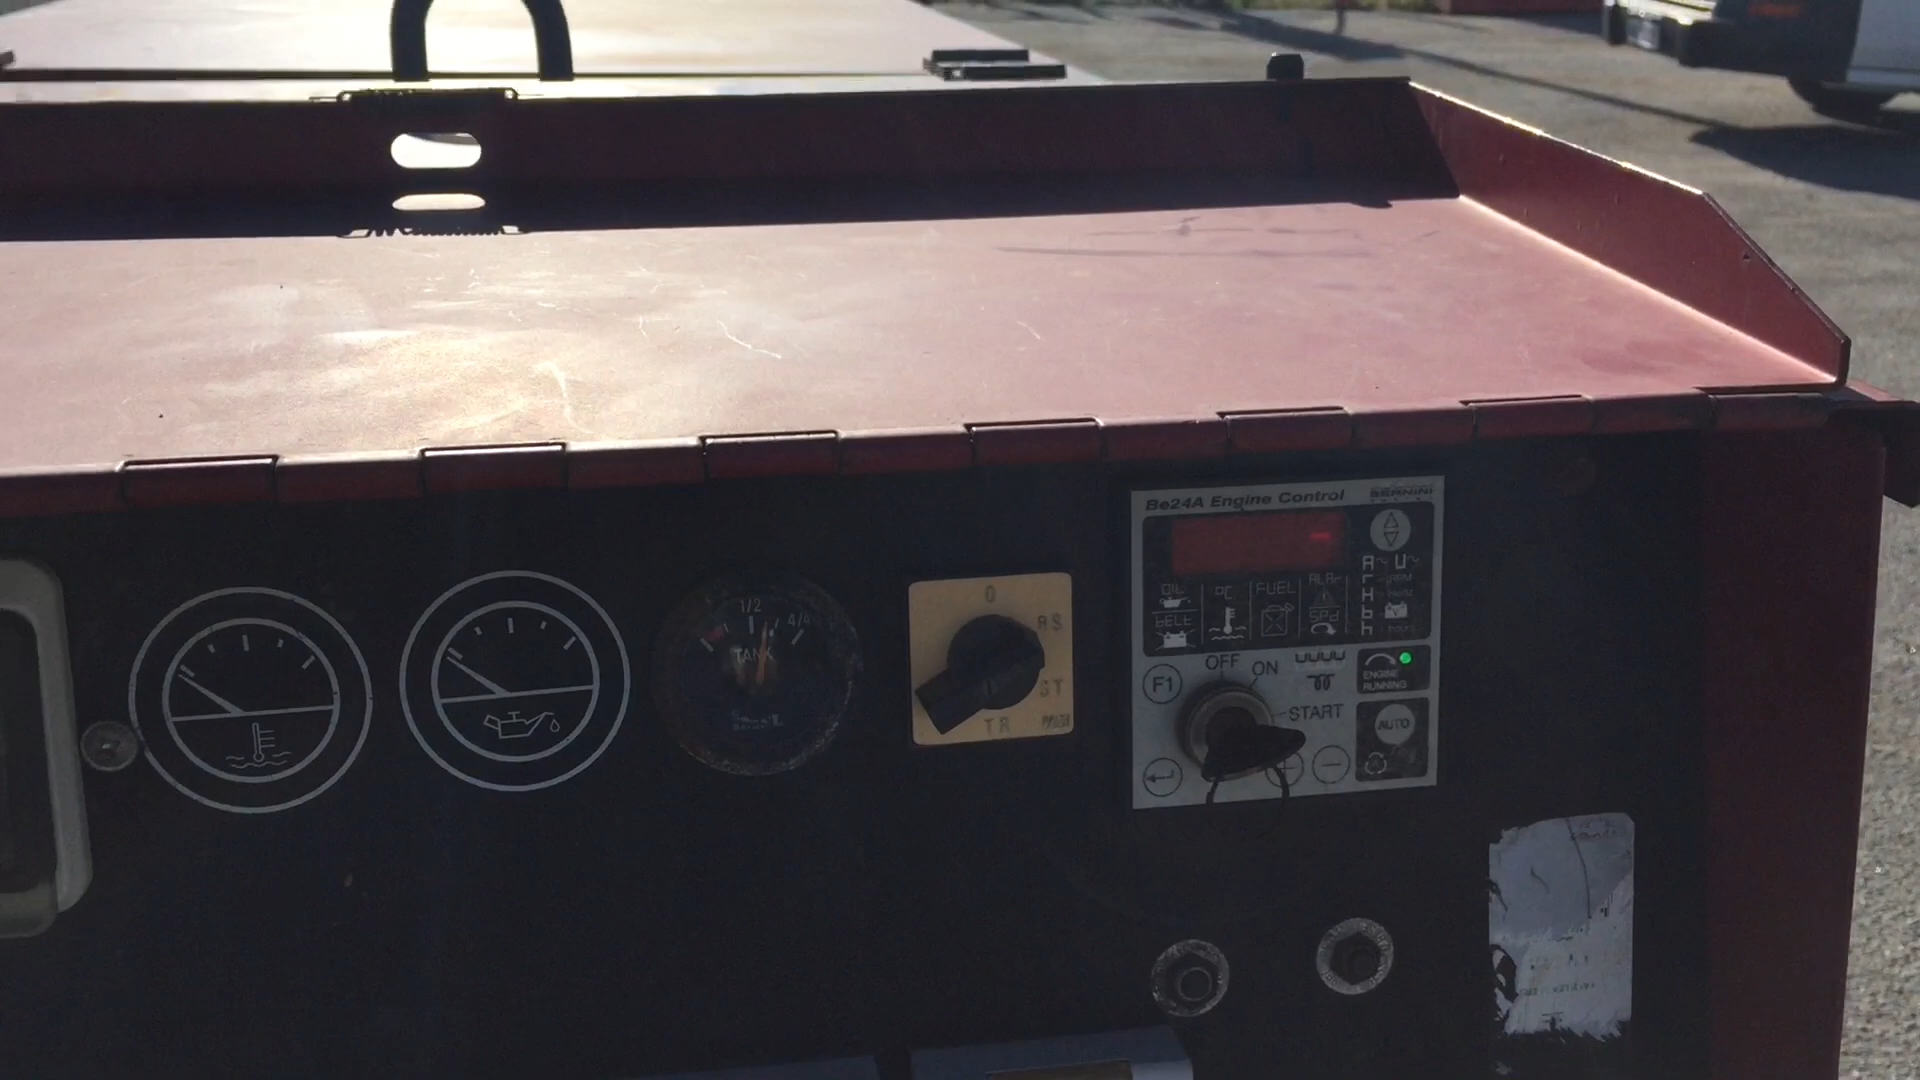 Be24A Engine Control
BERNINI
OIL
°C
FUEL
BELT
SPd
A~ U~
r RPM
H Hertz
b
h hours
1/2
4/4
TANK
0
RS
ST
TR
OFF
ON
START
F1
ENGINE
RUNNING
AUTO
+
-